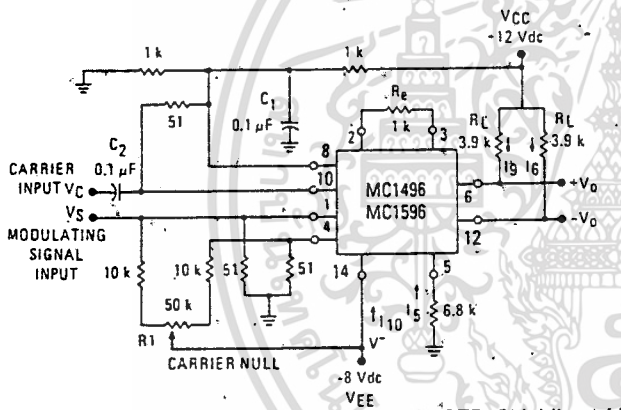 VCC
+12 Vdc
1 k
1 k
Re
1 k
C1
0.1 µF
51
2
3
RL
3.9 k
RL
3.9 k
I9
I6
C2
0.1 µF
8
10
1
4
CARRIER
INPUT VC
VS
MODULATING
SIGNAL
INPUT
MC1496
MC1596
6
+Vo
12
-Vo
10 k
10 k
51
51
14
5
50 k
R1
I10
I5
6.8 k
V-
CARRIER NULL
-8 Vdc
VEE